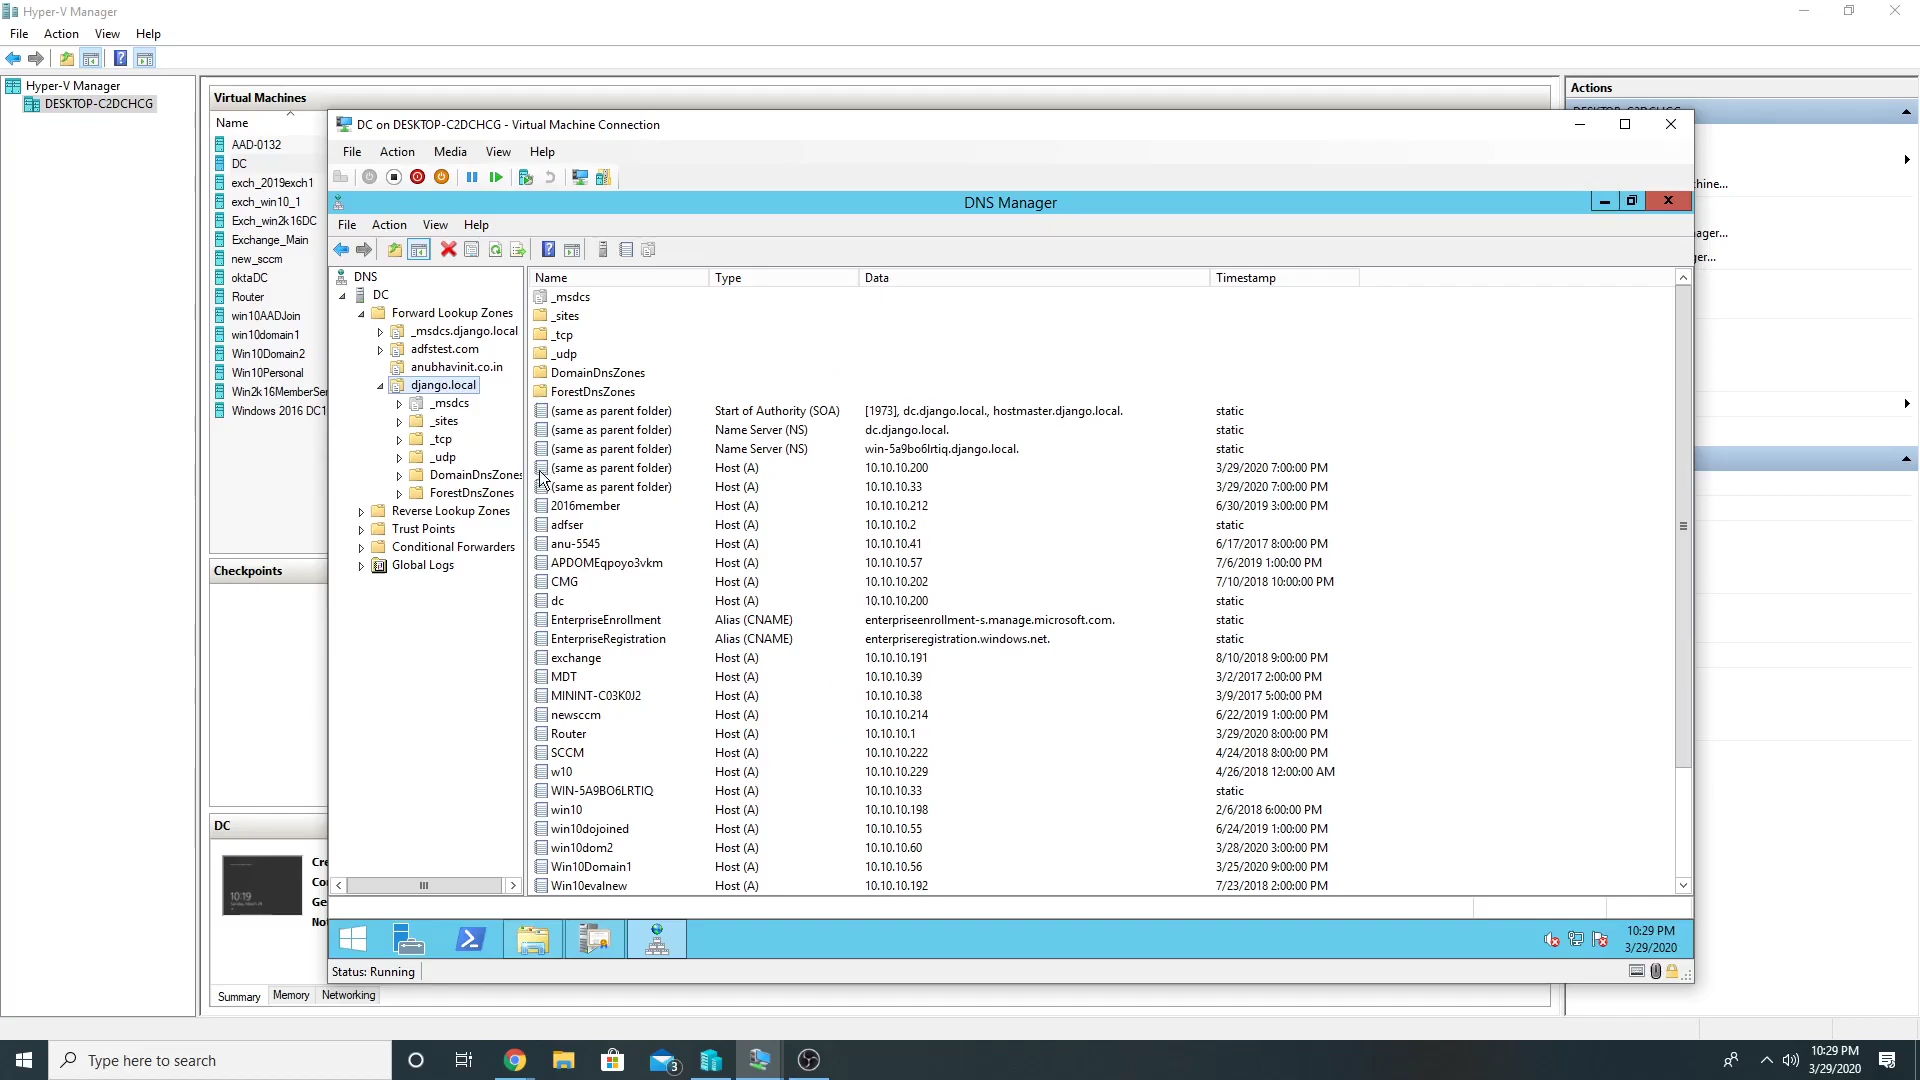 Hyper-V Manager
File Action View Help
Hyper-V Manager
DESKTOP-C2DCHCG
Virtual Machines
Name
AAD-0132
DC
exch_2019exch1
exch_win10_1
Exch_win2k16DC
Exchange_Main
new_sccm
oktaDC
Router
win10AADJoin
win10domain1
Win10Domain2
Win10Personal
Win2k16MemberSer
Windows 2016 DC1
Checkpoints
DC
Cre
Co
Ge
No
10:19
Summary Memory Networking
Actions
DESKTOP-C2DCHCG
hine...
ager...
er...
DC on DESKTOP-C2DCHCG - Virtual Machine Connection
File Action Media View Help
DNS Manager
File Action View Help
DNS
DC
Forward Lookup Zones
_msdcs.django.local
adfstest.com
anubhavinit.co.in
django.local
_msdcs
_sites
_tcp
_udp
DomainDnsZones
ForestDnsZones
Reverse Lookup Zones
Trust Points
Conditional Forwarders
Global Logs
Name Type Data Timestamp
_msdcs
_sites
_tcp
_udp
DomainDnsZones
ForestDnsZones
(same as parent folder) Start of Authority (SOA) [1973], dc.django.local., hostmaster.django.local. static
(same as parent folder) Name Server (NS) dc.django.local. static
(same as parent folder) Name Server (NS) win-5a9bo6lrtiq.django.local. static
(same as parent folder) Host (A) 10.10.10.200 3/29/2020 7:00:00 PM
(same as parent folder) Host (A) 10.10.10.33 3/29/2020 7:00:00 PM
2016member Host (A) 10.10.10.212 6/30/2019 3:00:00 PM
adfser Host (A) 10.10.10.2 static
anu-5545 Host (A) 10.10.10.41 6/17/2017 8:00:00 PM
APDOMEqpoyo3vkm Host (A) 10.10.10.57 7/6/2019 1:00:00 PM
CMG Host (A) 10.10.10.202 7/10/2018 10:00:00 PM
dc Host (A) 10.10.10.200 static
EnterpriseEnrollment Alias (CNAME) enterpriseenrollment-s.manage.microsoft.com. static
EnterpriseRegistration Alias (CNAME) enterpriseregistration.windows.net. static
exchange Host (A) 10.10.10.191 8/10/2018 9:00:00 PM
MDT Host (A) 10.10.10.39 3/2/2017 2:00:00 PM
MININT-C03K0J2 Host (A) 10.10.10.38 3/9/2017 5:00:00 PM
newsccm Host (A) 10.10.10.214 6/22/2019 1:00:00 PM
Router Host (A) 10.10.10.1 3/29/2020 8:00:00 PM
SCCM Host (A) 10.10.10.222 4/24/2018 8:00:00 PM
w10 Host (A) 10.10.10.229 4/26/2018 12:00:00 AM
WIN-5A9BO6LRTIQ Host (A) 10.10.10.33 static
win10 Host (A) 10.10.10.198 2/6/2018 6:00:00 PM
win10dojoined Host (A) 10.10.10.55 6/24/2019 1:00:00 PM
win10dom2 Host (A) 10.10.10.60 3/28/2020 3:00:00 PM
Win10Domain1 Host (A) 10.10.10.56 3/25/2020 9:00:00 PM
Win10evalnew Host (A) 10.10.10.192 7/23/2018 2:00:00 PM
10:29 PM
3/29/2020
Status: Running
Type here to search
3
10:29 PM
3/29/2020